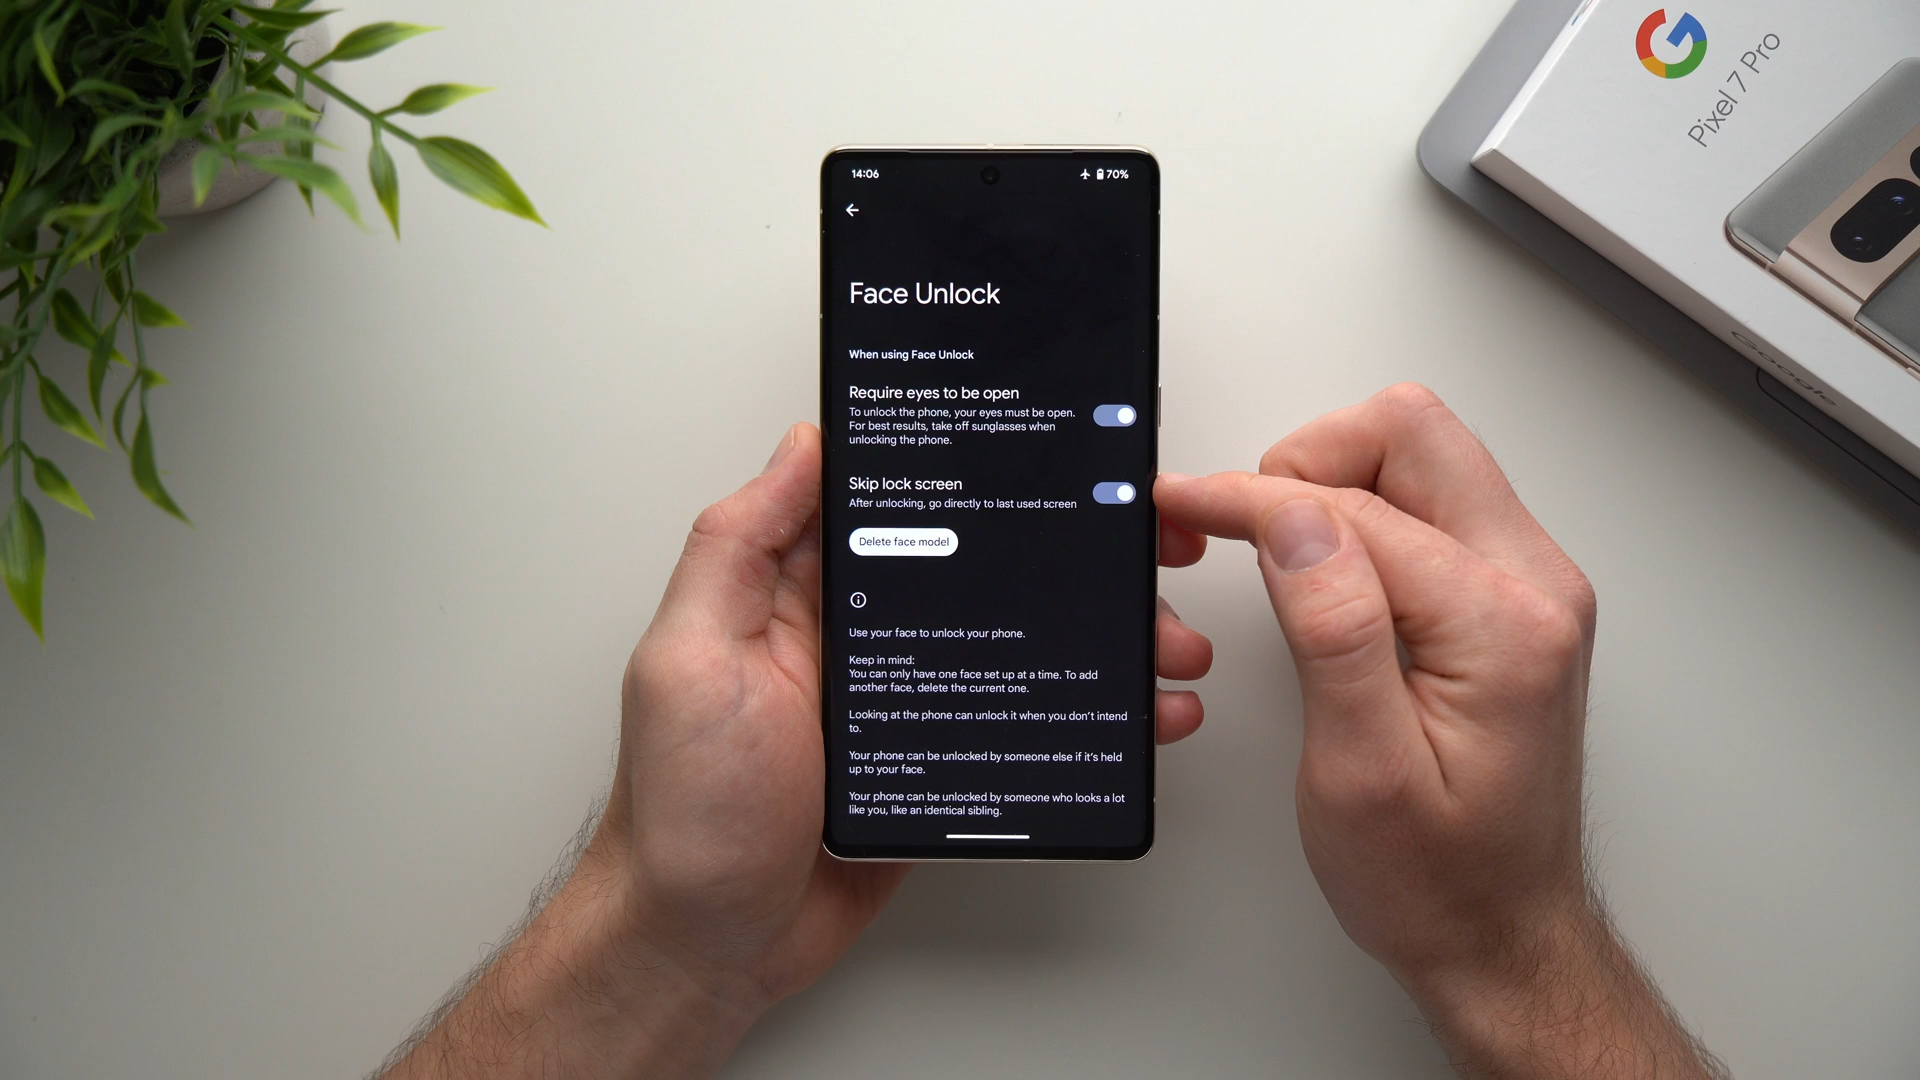 14:06
70%
Face Unlock
When using Face Unlock
Require eyes to be open
To unlock the phone, your eyes must be open.
For best results, take off sunglasses when
unlocking the phone.
Skip lock screen
After unlocking, go directly to last used screen
Delete face model
Use your face to unlock your phone.
Keep in mind:
You can only have one face set up at a time. To add
another face, delete the current one.
Looking at the phone can unlock it when you don't intend
to.
Your phone can be unlocked by someone else if it's held
up to your face.
Your phone can be unlocked by someone who looks a lot
like you, like an identical sibling.
G
Pixel 7 Pro
Google